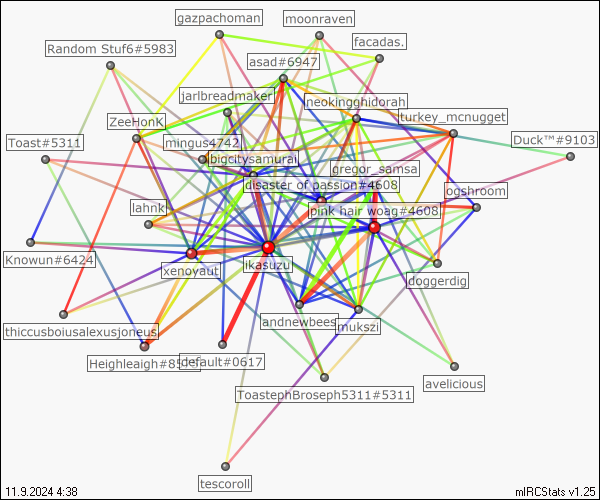 gazpachoman
moonraven
facadas.
Random Stuf6#5983
asad#6947
jarlbreadmaker
neokingghidorah
turkey_mcnugget
ZeeHonK
Toast#5311
mingus4742
Duck™#9103
bigcitysamurai
gregor_samsa
disaster of passion#4608
ogshroom
lahnk
pink hair woag#4608
Knowun#6424
xenoyaut
ikasuzu
doggerdig
thiccusboiusalexusjoneus
andnewbees
mukszi
default#0617
avelicious
ToastephBroseph5311#5311
tescoroll
11.9.2024 4:38
mIRCStats v1.25